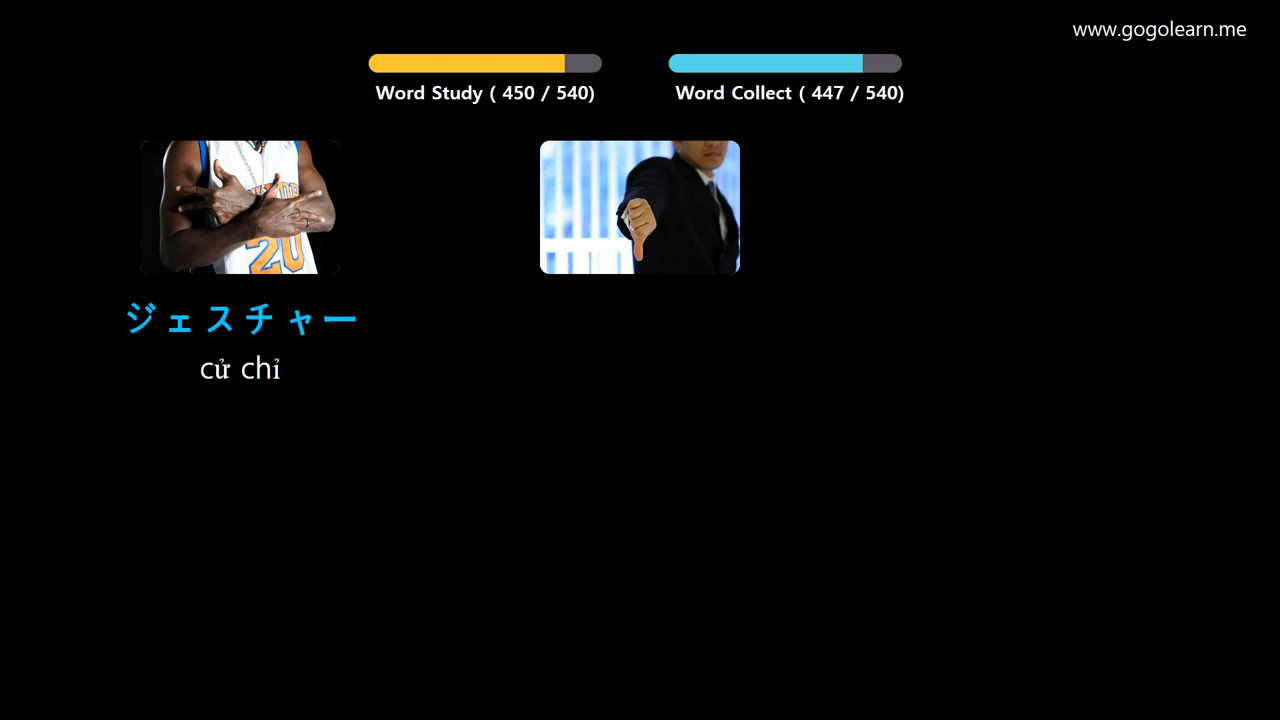 www.gogolearn.me
Word Study ( 450 / 540)
Word Collect ( 447 / 540)
20
ジェスチャー
cử chỉ